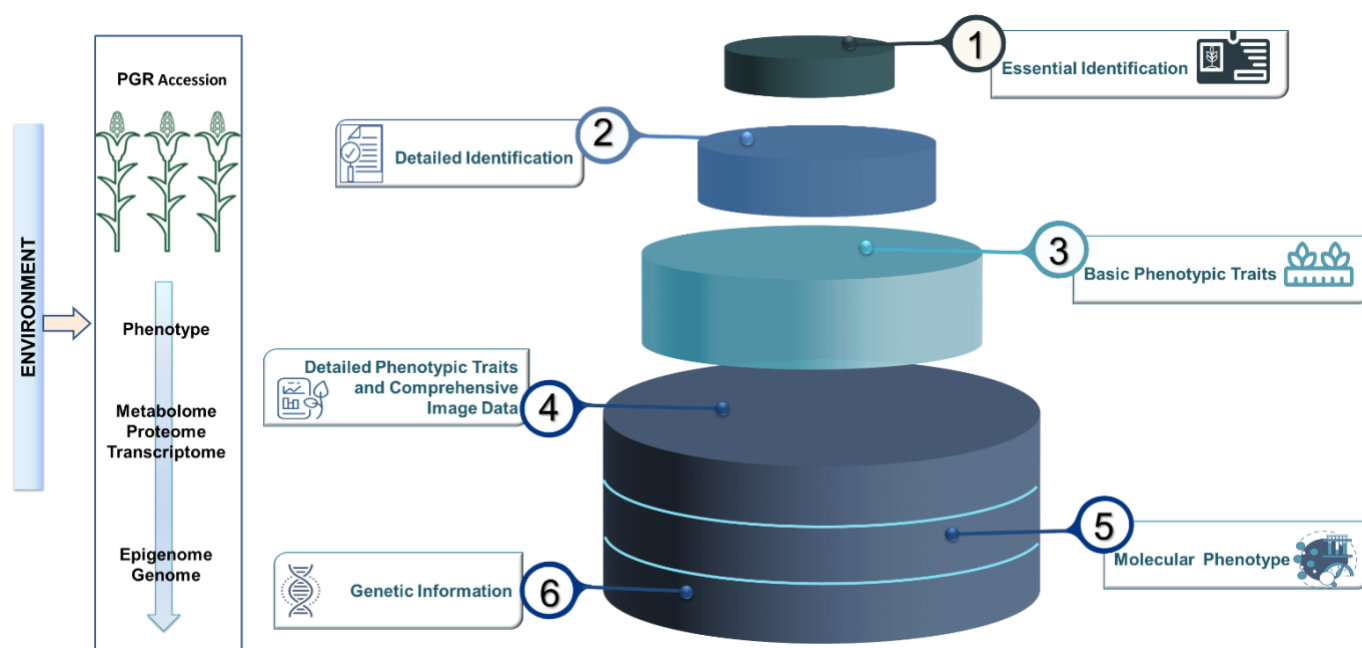 PGR Accession
ENVIRONMENT
Phenotype
Metabolome
Proteome
Transcriptome
Epigenome
Genome
1
Essential Identification
2
Detailed Identification
3
Basic Phenotypic Traits
Detailed Phenotypic Traits
and Comprehensive
Image Data
4
5
Molecular Phenotype
Genetic Information
6